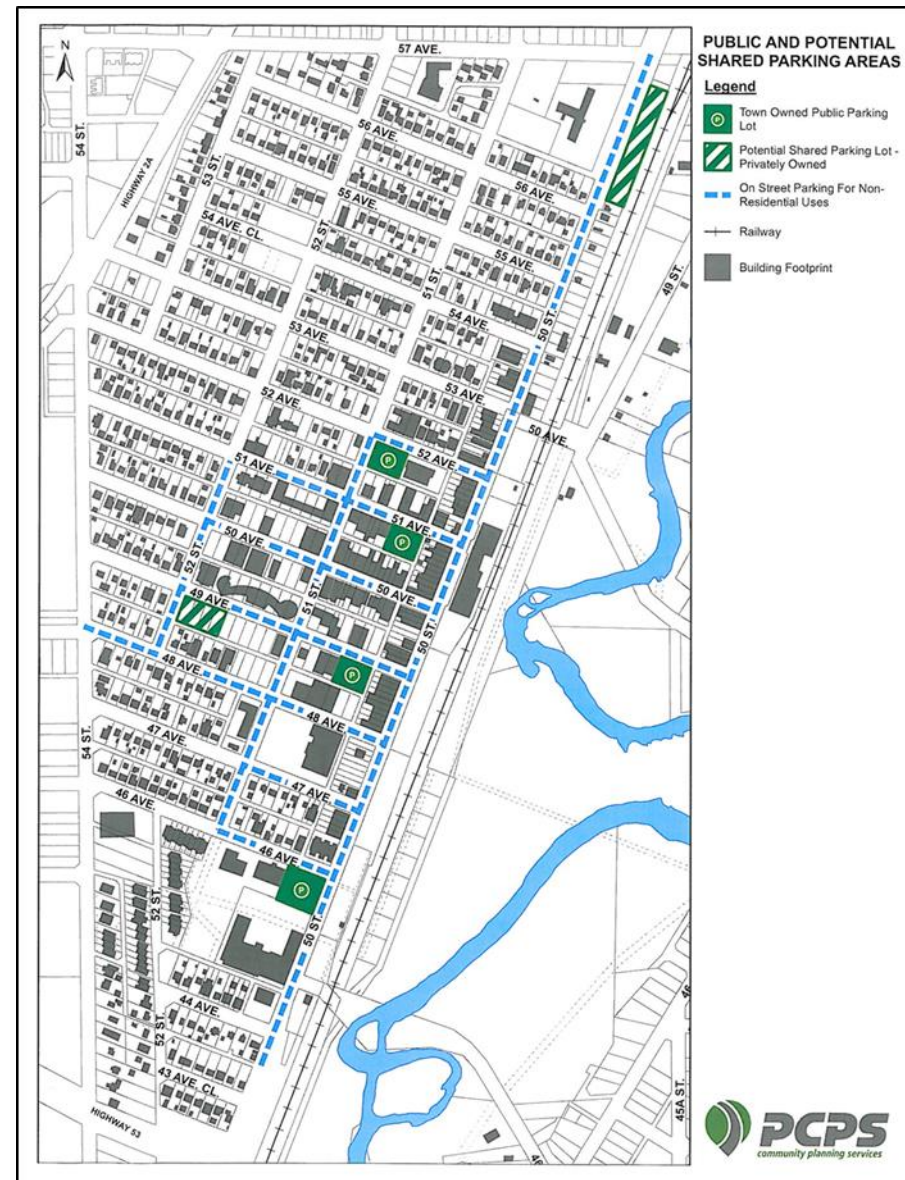 PUBLIC AND POTENTIAL
SHARED PARKING AREAS
Legend
P
Town Owned Public Parking
Lot
Potential Shared Parking Lot -
Privately Owned
On Street Parking For Non-
Residential Uses
Railway
Building Footprint
N
57 AVE.
54 ST.
HIGHWAY 2A
53 ST.
56 AVE.
56 AVE.
55 AVE.
55 AVE.
54 AVE. CL.
52 ST.
51 ST.
49 ST.
50 ST.
54 AVE.
53 AVE.
53 AVE.
52 AVE.
52 AVE.
50 AVE.
P
51 AVE.
51 AVE.
P
50 AVE.
50 AVE.
52 ST.
51 ST.
49 AVE.
50 ST.
48 AVE.
P
48 AVE.
54 ST.
47 AVE.
47 AVE.
46 AVE.
46 AVE.
P
52 ST.
50 ST.
44 AVE.
52 ST.
43 AVE. CL.
HIGHWAY 53
45A ST.
PCPS
community planning services